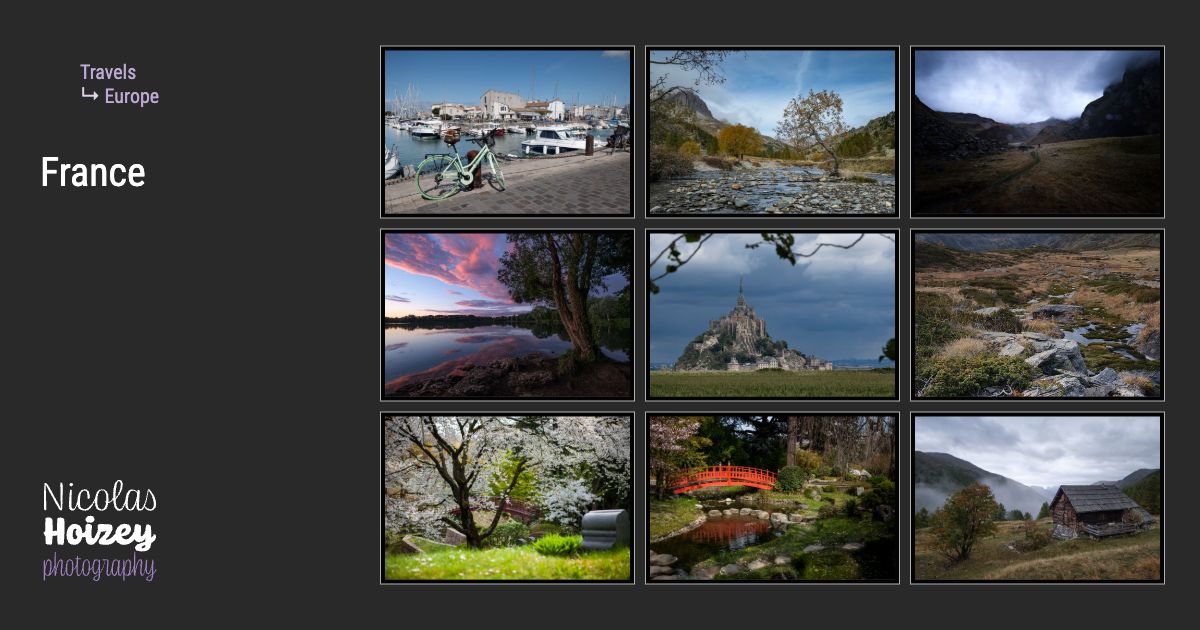 Travels
↳ Europe
France
Nicolas
Hoizey
photography